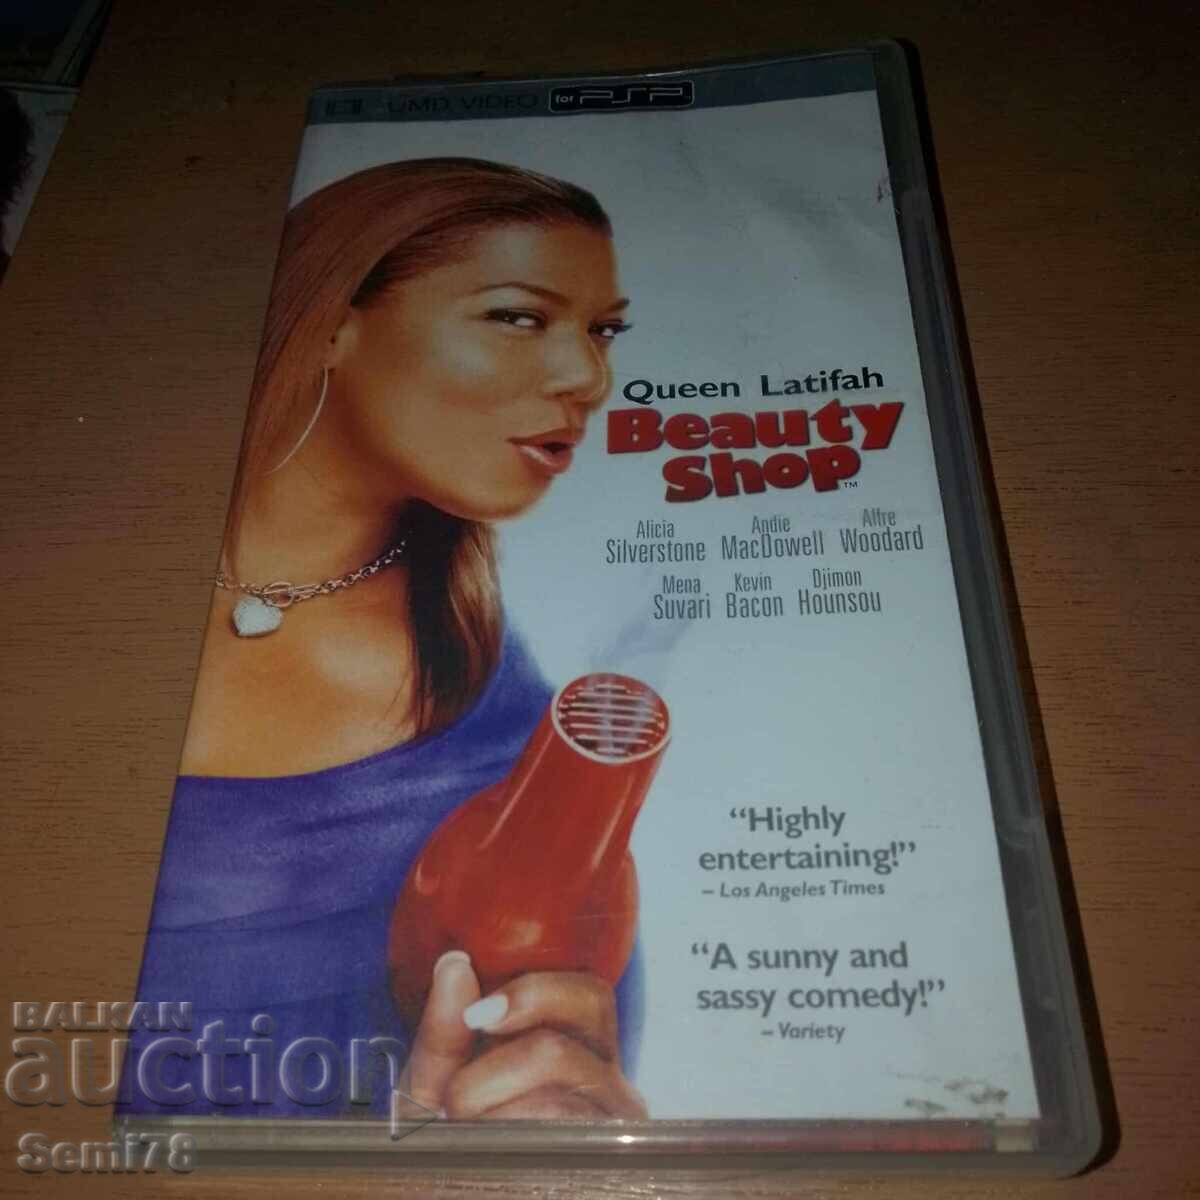 UMD VIDEO for PSP
Queen Latifah
Beauty
Shop™
Alicia Silverstone
Andie MacDowell
Alfre Woodard
Mena Suvari
Kevin Bacon
Djimon Hounsou
"Highly
entertaining!"
– Los Angeles Times
"A sunny and
sassy comedy!"
– Variety
BALKAN
auction
Semi78